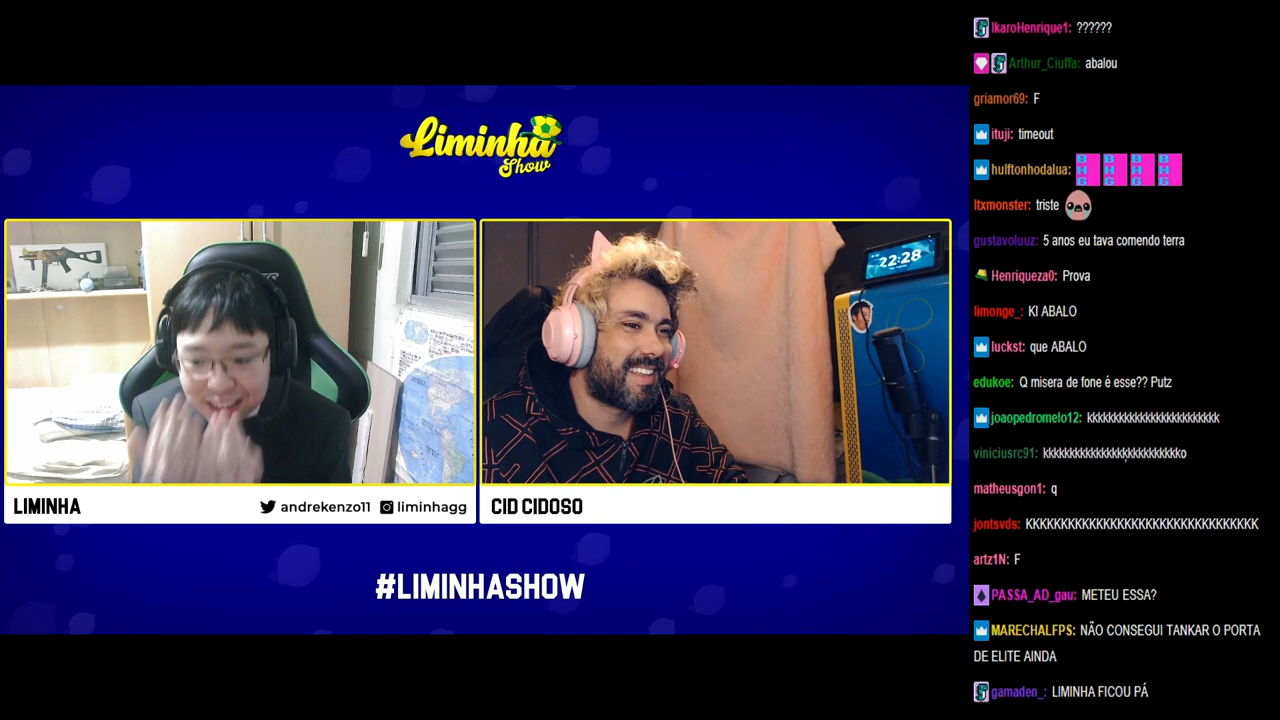 Liminha
Show
22:28
LIMINHA
andrekenzo11
liminhagg
CID CIDOSO
#LIMINHASHOW
IkaroHenrique1: ??????
Arthur_Ciuffa: abalou
griamor69: F
ituji: timeout
hulftonhodalua:
ltxmonster: triste
gustavoluuz: 5 anos eu tava comendo terra
Henriqueza0: Prova
limonge_: KI ABALO
luckst: que ABALO
edukoe: Q misera de fone é esse?? Putz
joaopedromelo12: kkkkkkkkkkkkkkkkkkkkkkkk
viniciusrc91: kkkkkkkkkkkkkkkkkkkkkkkkko
matheusgon1: q
jontsvds: KKKKKKKKKKKKKKKKKKKKKKKKKKKKKKKKK
artz1N: F
PASSA_AD_gau: METEU ESSA?
MARECHALFPS: NÃO CONSEGUI TANKAR O PORTA
DE ELITE AINDA
gamaden_: LIMINHA FICOU PÁ